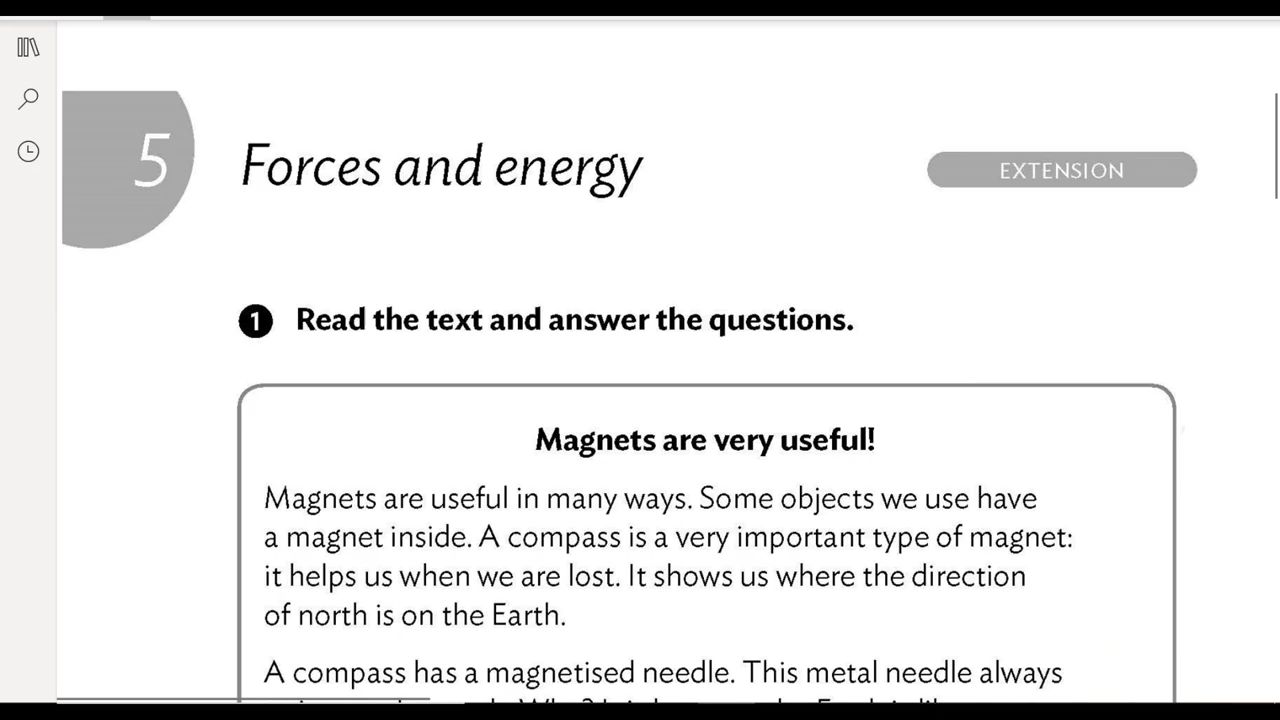 5
Forces and energy
EXTENSION
1 Read the text and answer the questions.
Magnets are very useful!
Magnets are useful in many ways. Some objects we use have
a magnet inside. A compass is a very important type of magnet:
it helps us when we are lost. It shows us where the direction
of north is on the Earth.
A compass has a magnetised needle. This metal needle always